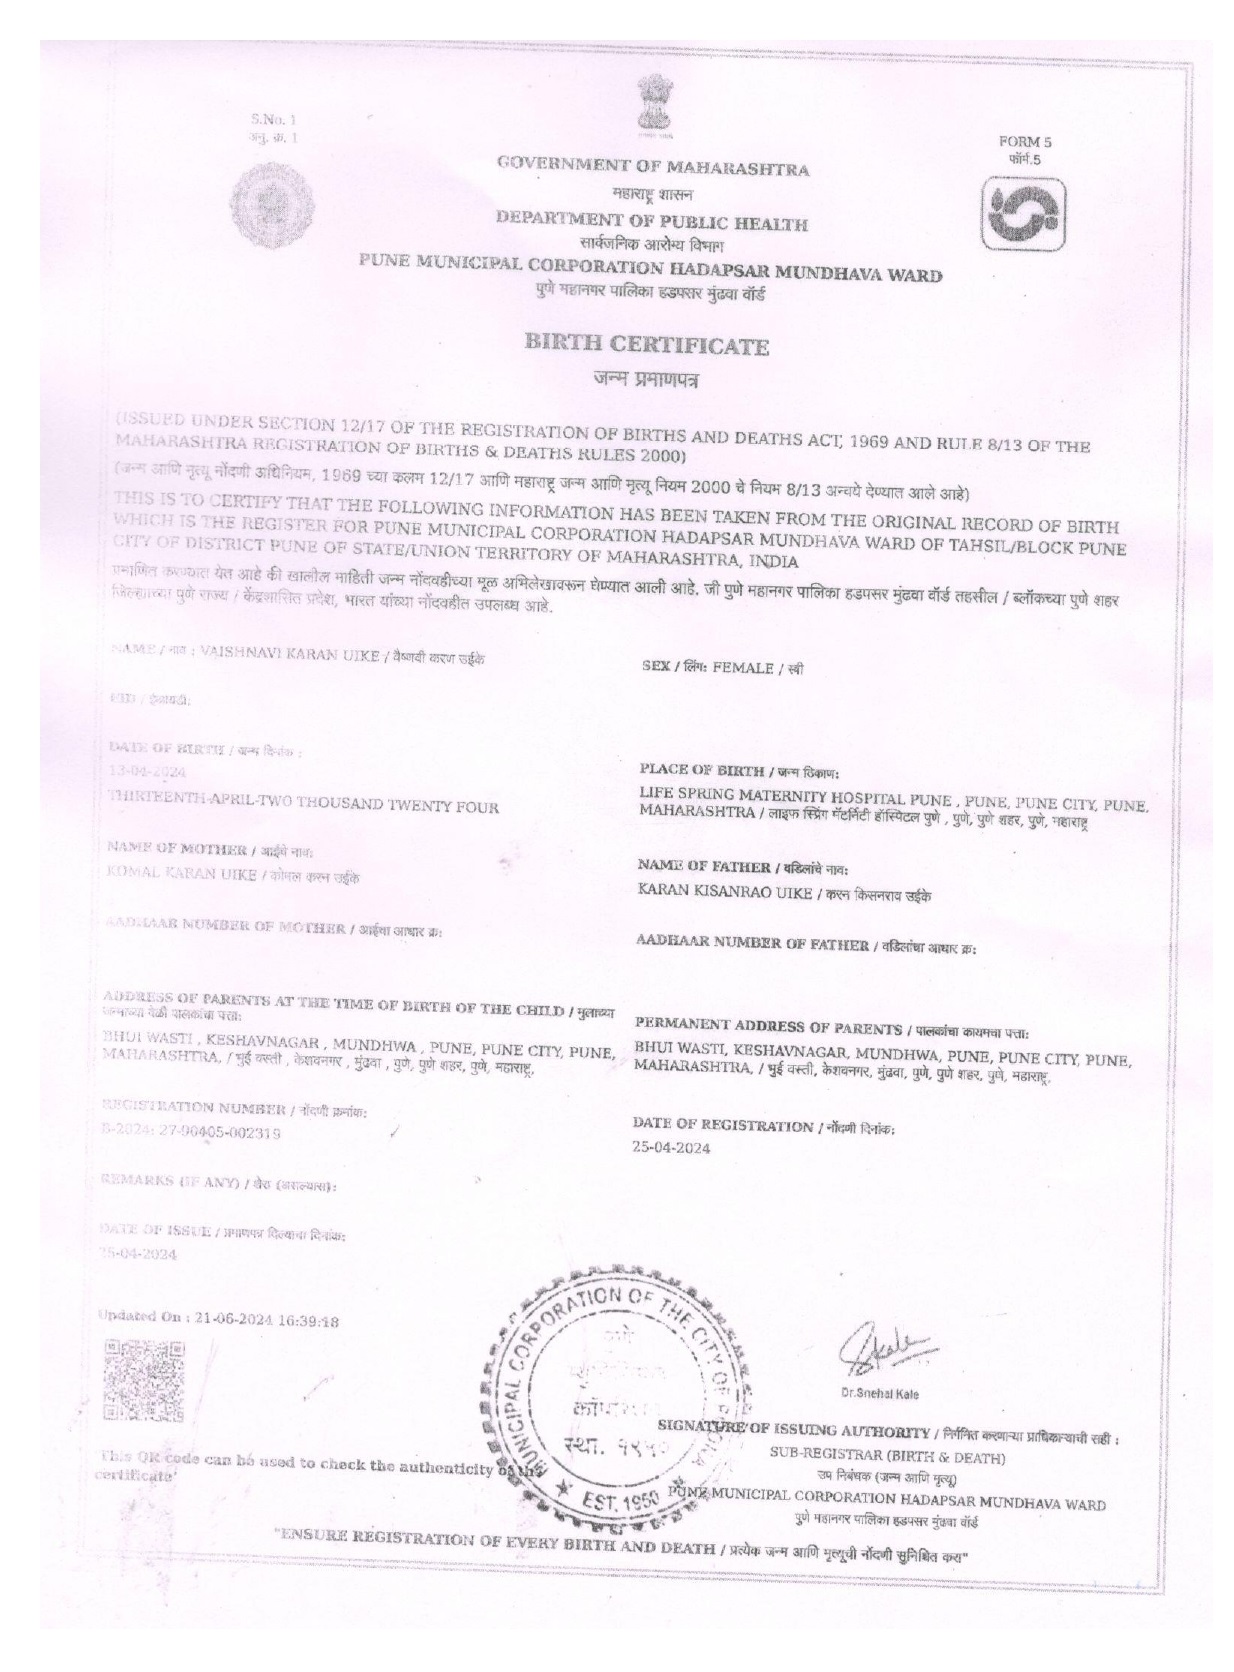 S.No. 1
अनु. क्र. 1
FORM 5
फॉर्म.5
GOVERNMENT OF MAHARASHTRA
महाराष्ट्र शासन
DEPARTMENT OF PUBLIC HEALTH
सार्वजनिक आरोग्य विभाग
PUNE MUNICIPAL CORPORATION HADAPSAR MUNDHAVA WARD
पुणे महानगर पालिका हडपसर मुंढवा वॉर्ड
BIRTH CERTIFICATE
जन्म प्रमाणपत्र
(ISSUED UNDER SECTION 12/17 OF THE REGISTRATION OF BIRTHS AND DEATHS ACT, 1969 AND RULE 8/13 OF THE
MAHARASHTRA REGISTRATION OF BIRTHS & DEATHS RULES 2000)
(जन्म आणि मृत्यू नोंदणी अधिनियम, 1969 च्या कलम 12/17 आणि महाराष्ट्र जन्म आणि मृत्यू नियम 2000 चे नियम 8/13 अन्वये देण्यात आले आहे)
THIS IS TO CERTIFY THAT THE FOLLOWING INFORMATION HAS BEEN TAKEN FROM THE ORIGINAL RECORD OF BIRTH
WHICH IS THE REGISTER FOR PUNE MUNICIPAL CORPORATION HADAPSAR MUNDHAVA WARD OF TAHSIL/BLOCK PUNE
CITY OF DISTRICT PUNE OF STATE/UNION TERRITORY OF MAHARASHTRA, INDIA
प्रमाणित करण्यात येत आहे की खालील माहिती जन्म नोंदवहीच्या मूळ अभिलेखावरून घेण्यात आली आहे, जी पुणे महानगर पालिका हडपसर मुंढवा वॉर्ड तहसील / ब्लॉकच्या पुणे शहर
जिल्ह्याच्या पुणे राज्य / केंद्रशासित प्रदेश, भारत यांच्या नोंदवहीत उपलब्ध आहे.
NAME / नाव : VAISHNAVI KARAN UIKE / वैष्णवी करण उईके
SEX / लिंग: FEMALE / स्त्री
DATE OF BIRTH / जन्म दिनांक :
13-04-2024
THIRTEENTH-APRIL-TWO THOUSAND TWENTY FOUR
PLACE OF BIRTH / जन्म ठिकाण:
LIFE SPRING MATERNITY HOSPITAL PUNE , PUNE, PUNE CITY, PUNE,
MAHARASHTRA / लाइफ स्प्रिंग मॅटर्निटी हॉस्पिटल पुणे , पुणे, पुणे शहर, पुणे, महाराष्ट्र
NAME OF MOTHER / आईचे नाव:
KOMAL KARAN UIKE / कोमल करन उईके
NAME OF FATHER / वडिलांचे नाव:
KARAN KISANRAO UIKE / करन किसनराव उईके
AADHAAR NUMBER OF MOTHER / आईचा आधार क्र:
AADHAAR NUMBER OF FATHER / वडिलांचा आधार क्र:
ADDRESS OF PARENTS AT THE TIME OF BIRTH OF THE CHILD / मुलाच्या
जन्माच्या वेळी पालकांचा पत्ता:
BHUI WASTI , KESHAVNAGAR , MUNDHWA , PUNE, PUNE CITY, PUNE,
MAHARASHTRA, / भुई वस्ती , केशवनगर , मुंढवा , पुणे, पुणे शहर, पुणे, महाराष्ट्र,
PERMANENT ADDRESS OF PARENTS / पालकांचा कायमचा पत्ता:
BHUI WASTI, KESHAVNAGAR, MUNDHWA, PUNE, PUNE CITY, PUNE,
MAHARASHTRA, / भुई वस्ती, केशवनगर, मुंढवा, पुणे, पुणे शहर, पुणे, महाराष्ट्र,
REGISTRATION NUMBER / नोंदणी क्रमांक:
B-2024: 27-90405-002319
DATE OF REGISTRATION / नोंदणी दिनांक:
25-04-2024
REMARKS (IF ANY) / शेरा (असल्यास):
DATE OF ISSUE / प्रमाणपत्र दिल्याचा दिनांक:
25-04-2024
Updated On : 21-06-2024 16:39:18
MUNICIPAL CORPORATION OF THE CITY OF
पुणे
स्था. १९५०
EST. 1950
Skale
Dr.Snehal Kale
SIGNATURE OF ISSUING AUTHORITY / निर्गमित करणाऱ्या प्राधिकाऱ्याची सही :
SUB-REGISTRAR (BIRTH & DEATH)
उप निबंधक (जन्म आणि मृत्यू)
PUNE MUNICIPAL CORPORATION HADAPSAR MUNDHAVA WARD
पुणे महानगर पालिका हडपसर मुंढवा वॉर्ड
This QR code can be used to check the authenticity of the
certificate'
"ENSURE REGISTRATION OF EVERY BIRTH AND DEATH / प्रत्येक जन्म आणि मृत्यूची नोंदणी सुनिश्चित करा"